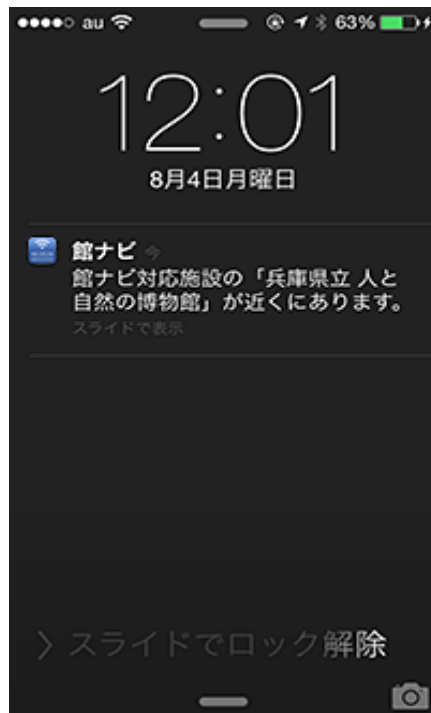 au 63%
12:01
8月4日月曜日
館ナビ 今
館ナビ対応施設の「兵庫県立 人と
自然の博物館」が近くにあります。
スライドで表示
スライドでロック解除